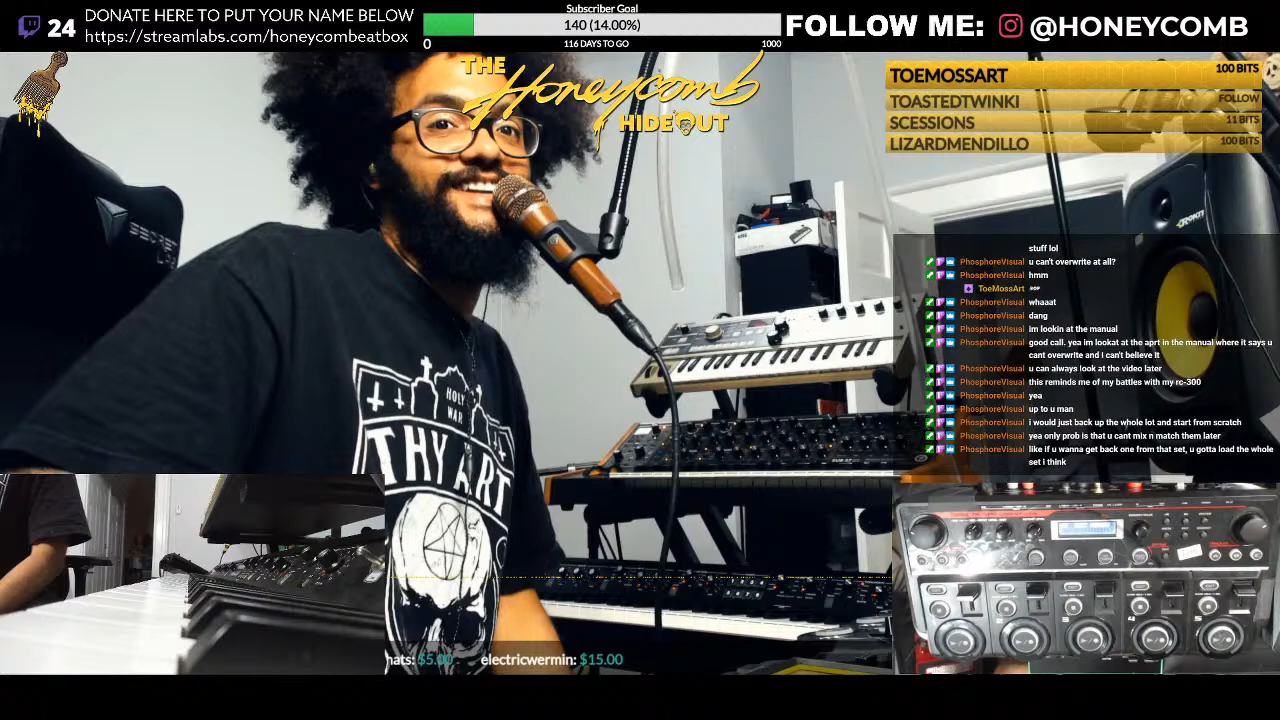 24
DONATE HERE TO PUT YOUR NAME BELOW
https://streamlabs.com/honeycombeatbox
Subscriber Goal
140 (14.00%)
0
116 DAYS TO GO
1000
FOLLOW ME: @HONEYCOMB
THE
Honeycomb
HIDEOUT
TOEMOSSART 100 BITS
TOASTEDTWINKI FOLLOW
SCESSIONS 11 BITS
LIZARDMENDILLO 100 BITS
stuff lol
PhosphoreVisual u can't overwrite at all?
PhosphoreVisual hmm
ToeMossArt
PhosphoreVisual whaaat
PhosphoreVisual dang
PhosphoreVisual im lookin at the manual
PhosphoreVisual good call. yea im lookat at the aprt in the manual where it says u
cant overwrite and i can't believe it
PhosphoreVisual u can always look at the video later
PhosphoreVisual this reminds me of my battles with my rc-300
PhosphoreVisual yea
PhosphoreVisual up to u man
PhosphoreVisual i would just back up the whole lot and start from scratch
PhosphoreVisual yea only prob is that u cant mix n match them later
PhosphoreVisual like if u wanna get back one from that set, u gotta load the whole
set i think
HOLY
WAR
THY ART
hats: $5.00 electricwermin: $15.00